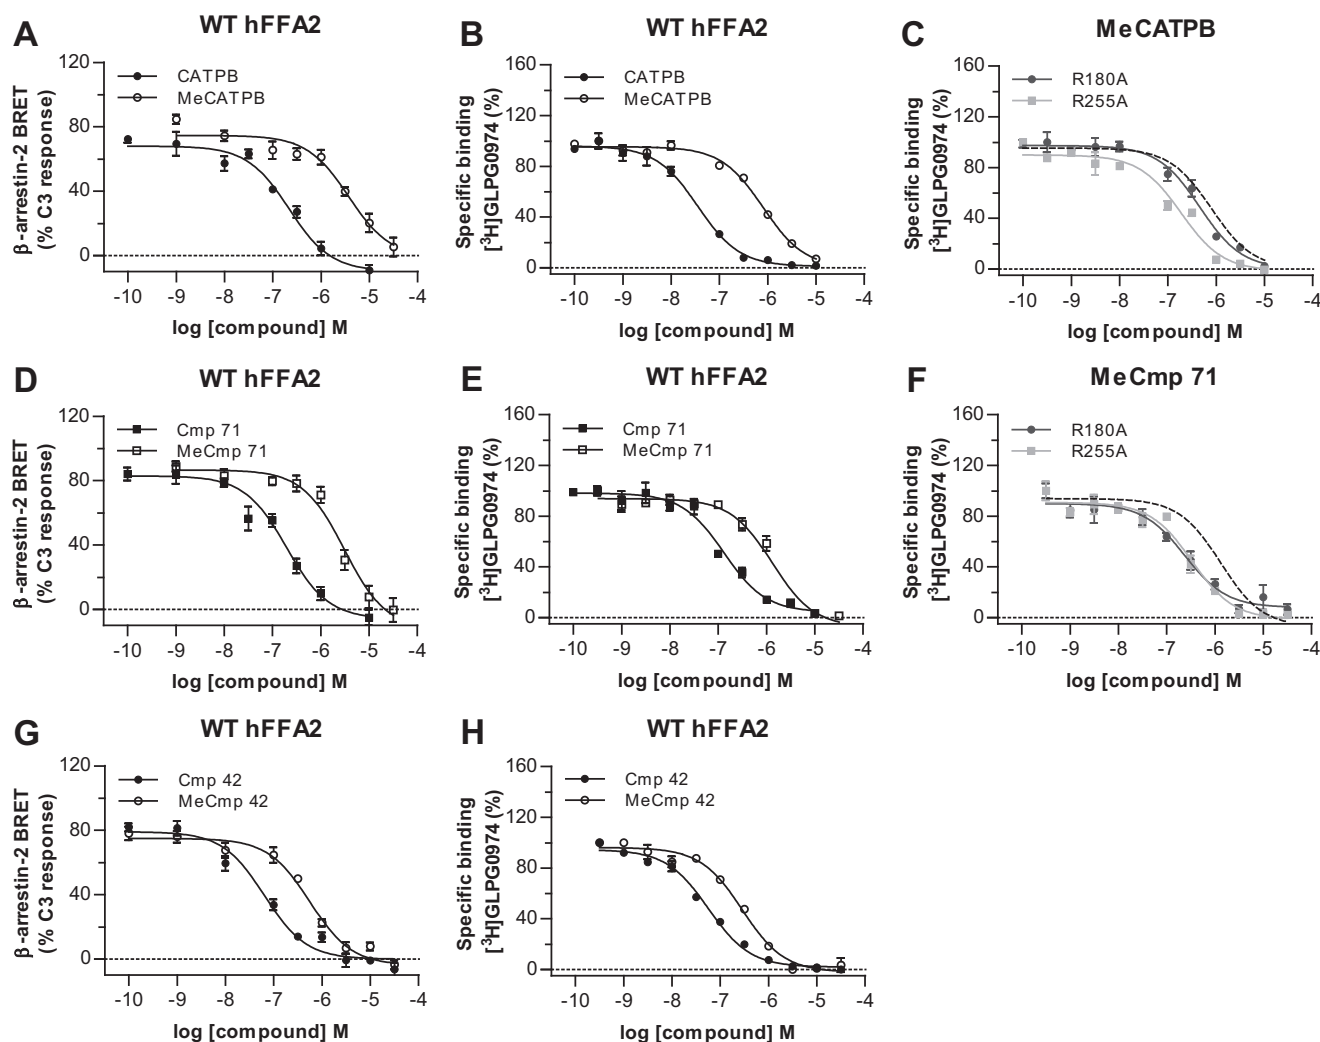 A
WT hFFA2
β-arrestin-2 BRET
(% C3 response)
120
80
40
0
CATPB
MeCATPB
-10 -9 -8 -7 -6 -5 -4
log [compound] M
B
WT hFFA2
Specific binding
[³H]GLPG0974 (%)
160
120
80
40
0
CATPB
MeCATPB
-10 -9 -8 -7 -6 -5 -4
log [compound] M
C
MeCATPB
Specific binding
[³H]GLPG0974 (%)
160
120
80
40
0
R180A
R255A
-10 -9 -8 -7 -6 -5 -4
log [compound] M
D
WT hFFA2
β-arrestin-2 BRET
(% C3 response)
120
80
40
0
Cmp 71
MeCmp 71
-10 -9 -8 -7 -6 -5 -4
log [compound] M
E
WT hFFA2
Specific binding
[³H]GLPG0974 (%)
160
120
80
40
0
Cmp 71
MeCmp 71
-10 -9 -8 -7 -6 -5 -4
log [compound] M
F
MeCmp 71
Specific binding
[³H]GLPG0974 (%)
160
120
80
40
0
R180A
R255A
-10 -9 -8 -7 -6 -5 -4
log [compound] M
G
WT hFFA2
β-arrestin-2 BRET
(% C3 response)
120
80
40
0
Cmp 42
MeCmp 42
-10 -9 -8 -7 -6 -5 -4
log [compound] M
H
WT hFFA2
Specific binding
[³H]GLPG0974 (%)
160
120
80
40
0
Cmp 42
MeCmp 42
-10 -9 -8 -7 -6 -5 -4
log [compound] M